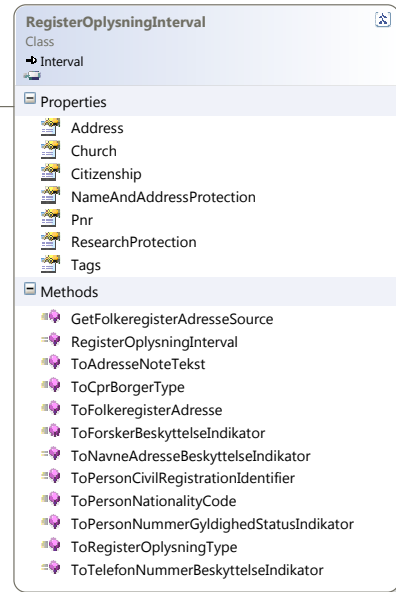 RegisterOplysningInterval
Class
Interval
Properties
Address
Church
Citizenship
NameAndAddressProtection
Pnr
ResearchProtection
Tags
Methods
GetFolkeregisterAdresseSource
RegisterOplysningInterval
ToAdresseNoteTekst
ToCprBorgerType
ToFolkeregisterAdresse
ToForskerBeskyttelseIndikator
ToNavneAdresseBeskyttelseIndikator
ToPersonCivilRegistrationIdentifier
ToPersonNationalityCode
ToPersonNummerGyldighedStatusIndikator
ToRegisterOplysningType
ToTelefonNummerBeskyttelseIndikator